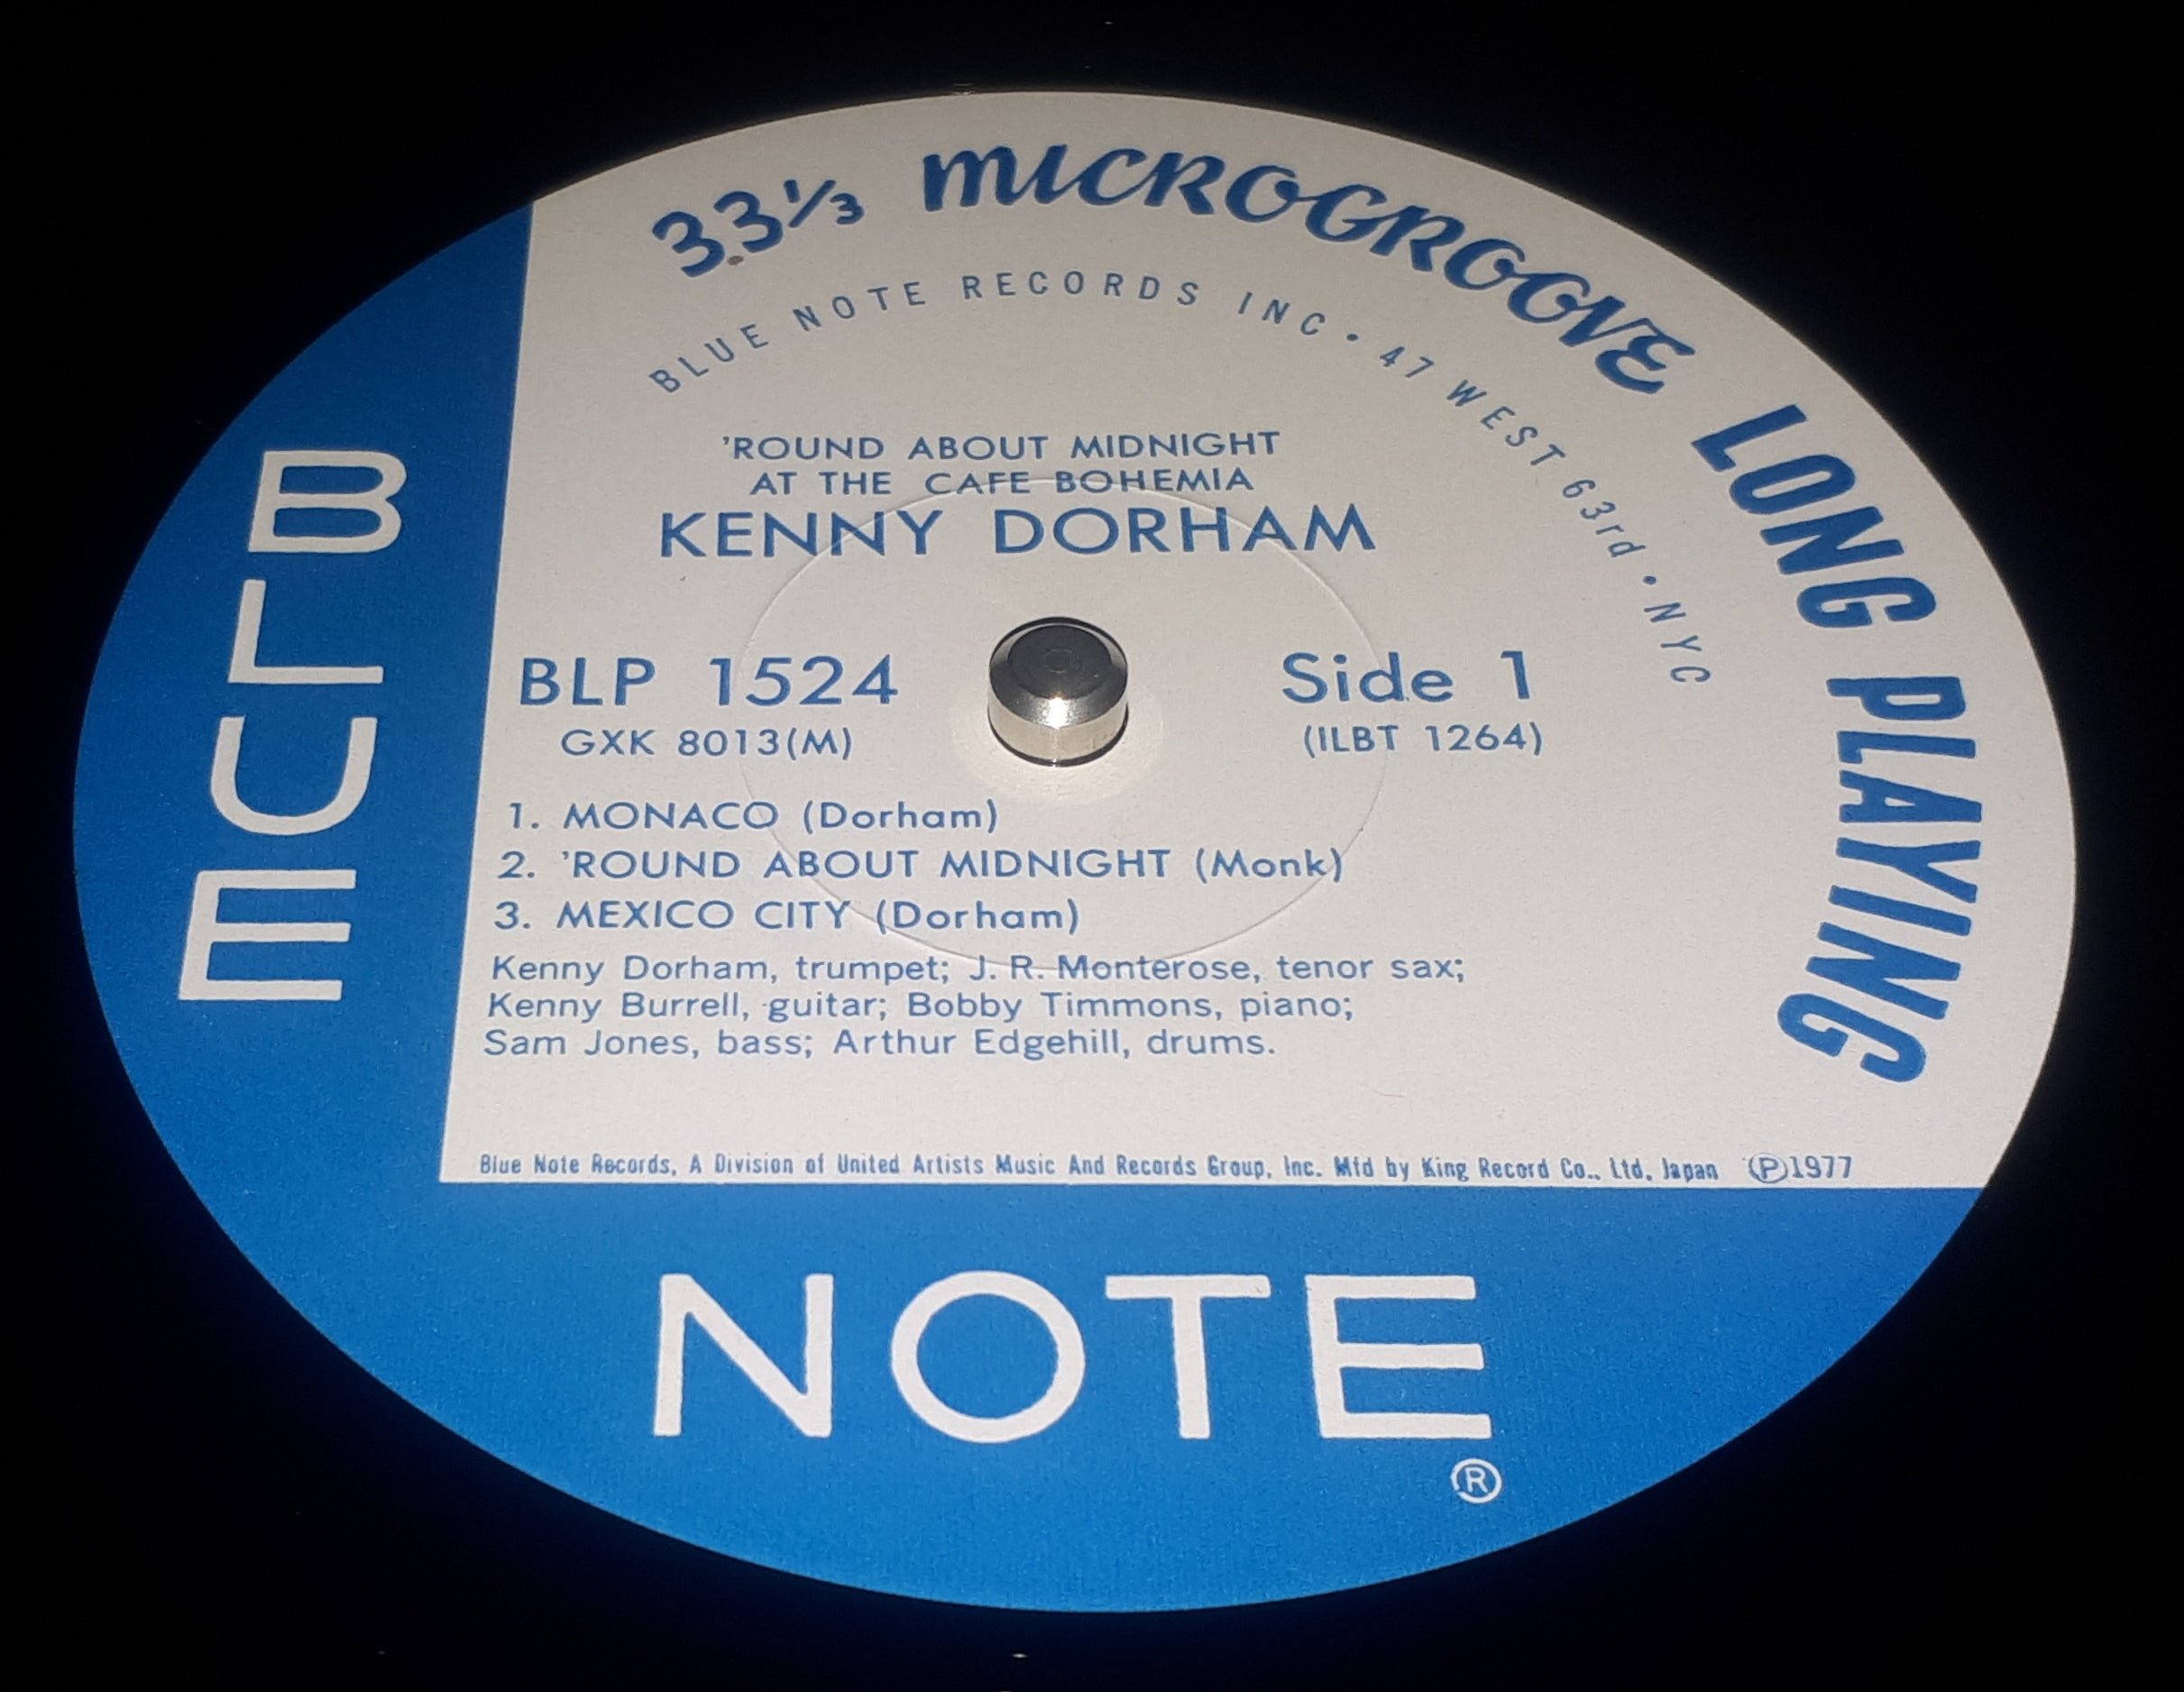 33⅓ MICROGROOVE LONG PLAYING
BLUE NOTE RECORDS INC • 47 WEST 63rd • NYC
'ROUND ABOUT MIDNIGHT
AT THE CAFE BOHEMIA
KENNY DORHAM
BLP 1524
GXK 8013(M)
Side 1
(ILBT 1264)
1. MONACO (Dorham)
2. 'ROUND ABOUT MIDNIGHT (Monk)
3. MEXICO CITY (Dorham)
Kenny Dorham, trumpet; J. R. Monterose, tenor sax;
Kenny Burrell, guitar; Bobby Timmons, piano;
Sam Jones, bass; Arthur Edgehill, drums.
Blue Note Records, A Division of United Artists Music And Records Group, Inc. Mfd by King Record Co., Ltd, Japan Ⓟ1977
BLUE
NOTE
®